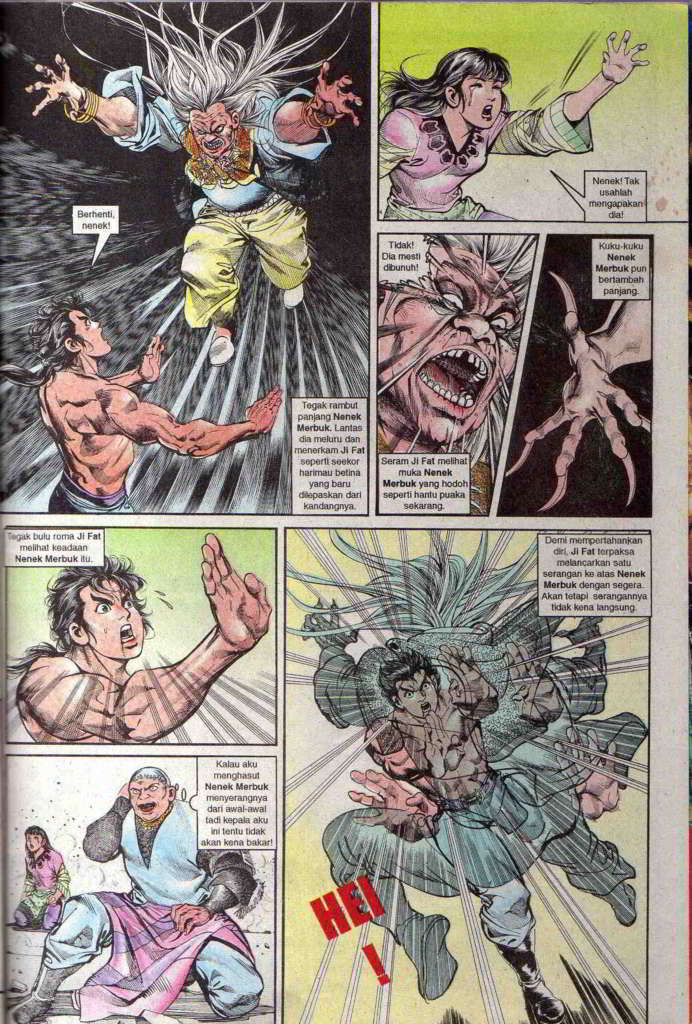 Berhenti,
nenek!
Tegak rambut
panjang Nenek
Merbuk. Lantas
dia meluru dan
menerkam Ji Fat
seperti seekor
harimau betina
yang baru
dilepaskan dari
kandangnya.
Nenek! Tak
usahlah
mengapakan
dia!
Tidak!
Dia mesti
dibunuh!
Seram Ji Fat melihat
muka Nenek
Merbuk yang hodoh
seperti hantu puaka
sekarang.
Kuku-kuku
Nenek
Merbuk pun
bertambah
panjang.
Tegak bulu roma Ji Fat
melihat keadaan
Nenek Merbuk itu.
Demi mempertahankan
diri, Ji Fat terpaksa
melancarkan satu
serangan ke atas Nenek
Merbuk dengan segera.
Akan tetapi serangannya
tidak kena langsung.
HEI
!
Kalau aku
menghasut
Nenek Merbuk
menyerangnya
dari awal-awal
tadi kepala aku
ini tentu tidak
akan kena bakar!